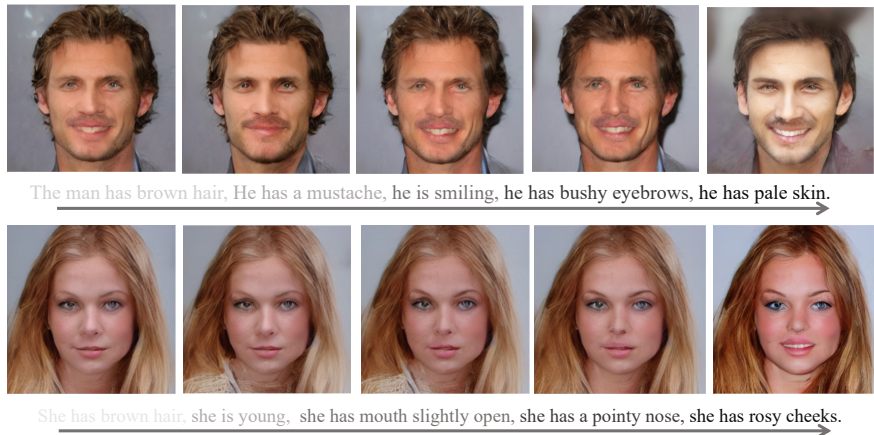 The man has brown hair, He has a mustache, he is smiling, he has bushy eyebrows, he has pale skin.
She has brown hair, she is young, she has mouth slightly open, she has a pointy nose, she has rosy cheeks.